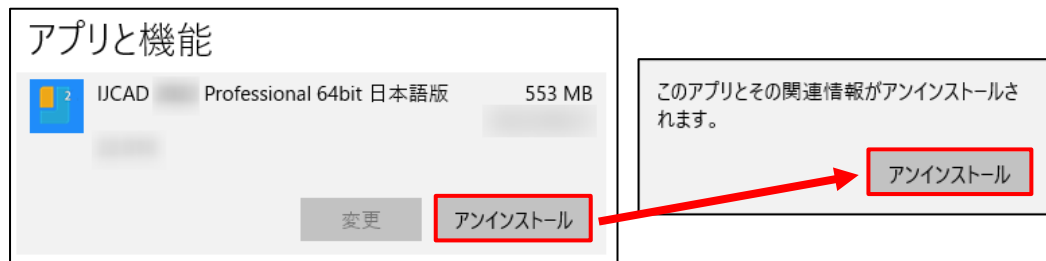 アプリと機能
2
IJCAD Professional 64bit 日本語版 553 MB
変更 アンインストール
このアプリとその関連情報がアンインストールさ
れます。
アンインストール